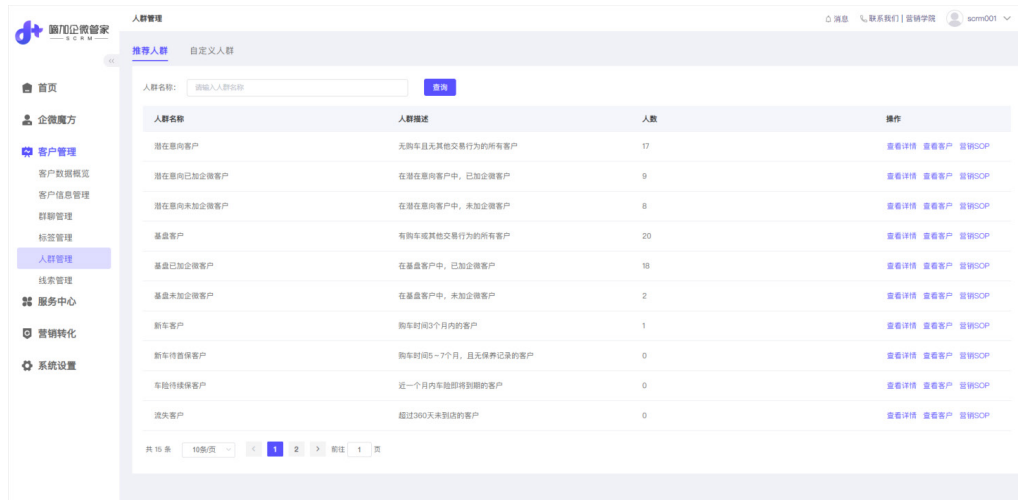 嘀加企微管家
SCRM
人群管理
消息 联系我们 | 营销学院 scrm001
推荐人群 自定义人群
首页
企微魔方
客户管理
客户数据概览
客户信息管理
群聊管理
标签管理
人群管理
线索管理
服务中心
营销转化
系统设置
人群名称: 请输入人群名称 查询
人群名称 人群描述 人数 操作
潜在意向客户 无购车且无其他交易行为的所有客户 17 查看详情 查看客户 营销SOP
潜在意向已加企微客户 在潜在意向客户中，已加企微客户 9 查看详情 查看客户 营销SOP
潜在意向未加企微客户 在潜在意向客户中，未加企微客户 8 查看详情 查看客户 营销SOP
基盘客户 有购车或其他交易行为的所有客户 20 查看详情 查看客户 营销SOP
基盘已加企微客户 在基盘客户中，已加企微客户 18 查看详情 查看客户 营销SOP
基盘未加企微客户 在基盘客户中，未加企微客户 2 查看详情 查看客户 营销SOP
新车客户 购车时间3个月内的客户 1 查看详情 查看客户 营销SOP
新车待首保客户 购车时间5~7个月，且无保养记录的客户 0 查看详情 查看客户 营销SOP
车险待续保客户 近一个月内车险即将到期的客户 0 查看详情 查看客户 营销SOP
流失客户 超过360天未到店的客户 0 查看详情 查看客户 营销SOP
共 15 条 10条/页 1 2 前往 1 页